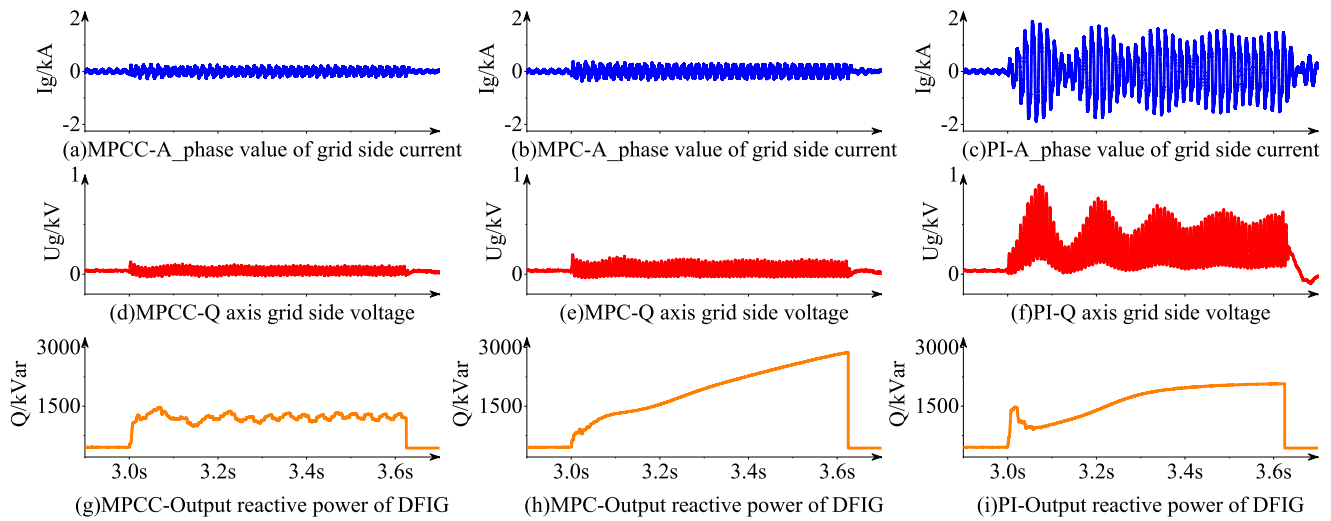 2
0
-2
Ig/kA
(a)MPCC-A_phase value of grid side current
2
0
-2
Ig/kA
(b)MPC-A_phase value of grid side current
2
0
-2
Ig/kA
(c)PI-A_phase value of grid side current
1
0
Ug/kV
(d)MPCC-Q axis grid side voltage
1
0
Ug/kV
(e)MPC-Q axis grid side voltage
1
0
Ug/kV
(f)PI-Q axis grid side voltage
3000
1500
Q/kVar
3.0s 3.2s 3.4s 3.6s
(g)MPCC-Output reactive power of DFIG
3000
1500
Q/kVar
3.0s 3.2s 3.4s 3.6s
(h)MPC-Output reactive power of DFIG
3000
1500
Q/kVar
3.0s 3.2s 3.4s 3.6s
(i)PI-Output reactive power of DFIG